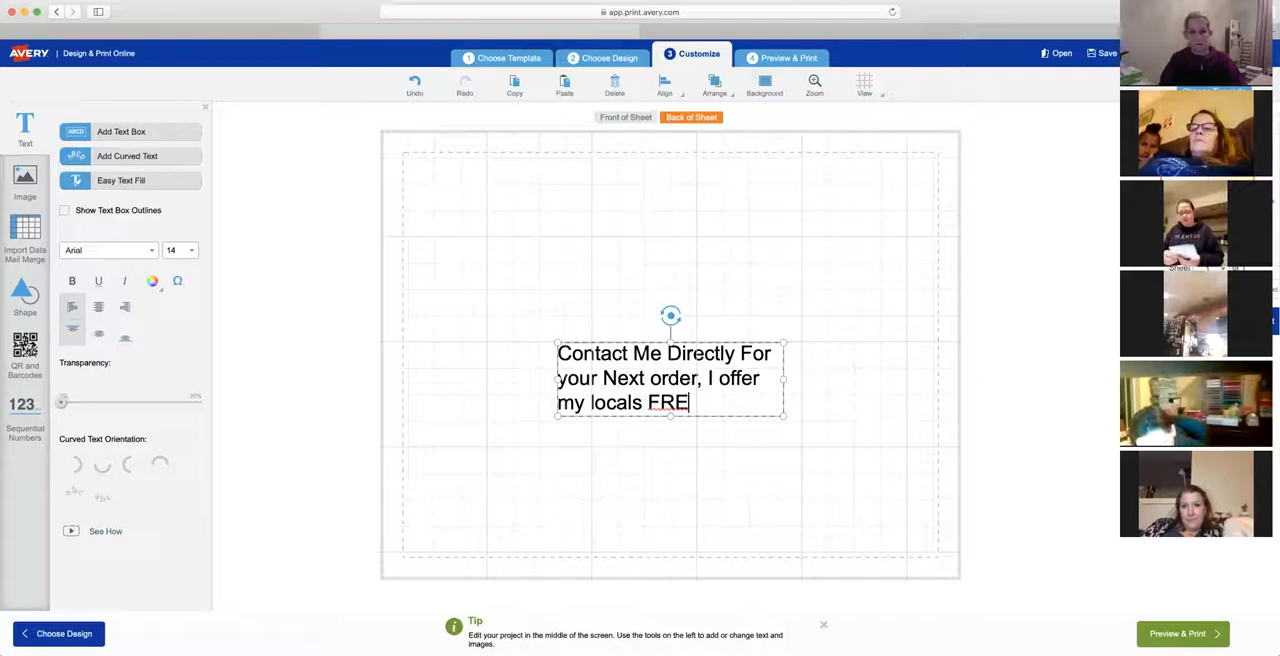 app.print.avery.com
AVERY
Design & Print Online
1 Choose Template
2 Choose Design
3 Customize
4 Preview & Print
Open
Save
Undo
Redo
Copy
Paste
Delete
Align
Arrange
Background
Zoom
View
Front of Sheet
Back of Sheet
Text
Image
Import Data
Mail Merge
Shape
QR and
Barcodes
123...
Sequential
Numbers
ABCD Add Text Box
Add Curved Text
Easy Text Fill
Show Text Box Outlines
Arial
14
B U I Ω
Transparency:
Curved Text Orientation:
abc abc
See How
Contact Me Directly For
your Next order, I offer
my locals FRE
Sheet
Choose Design
Tip
Edit your project in the middle of the screen. Use the tools on the left to add or change text and
images.
Preview & Print